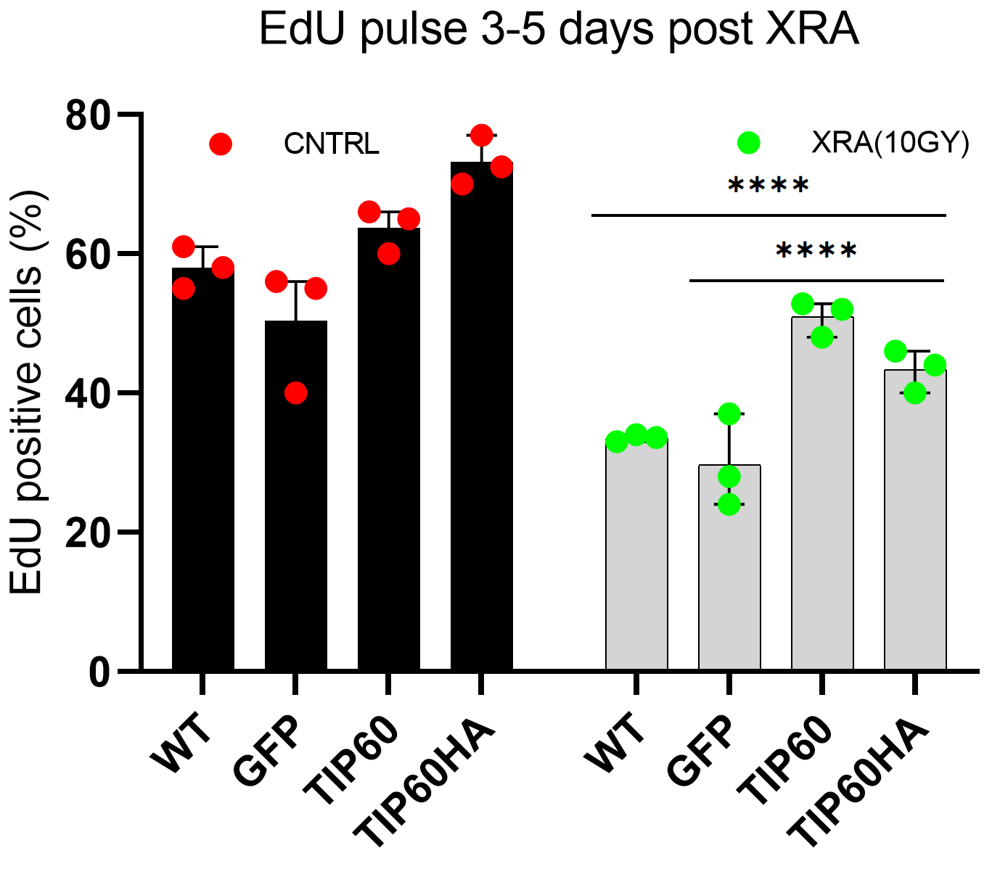 EdU pulse 3-5 days post XRA
EdU positive cells (%)
80
60
40
20
0
CNTRL
XRA(10GY)
****
****
WT
GFP
TIP60
TIP60HA
WT
GFP
TIP60
TIP60HA